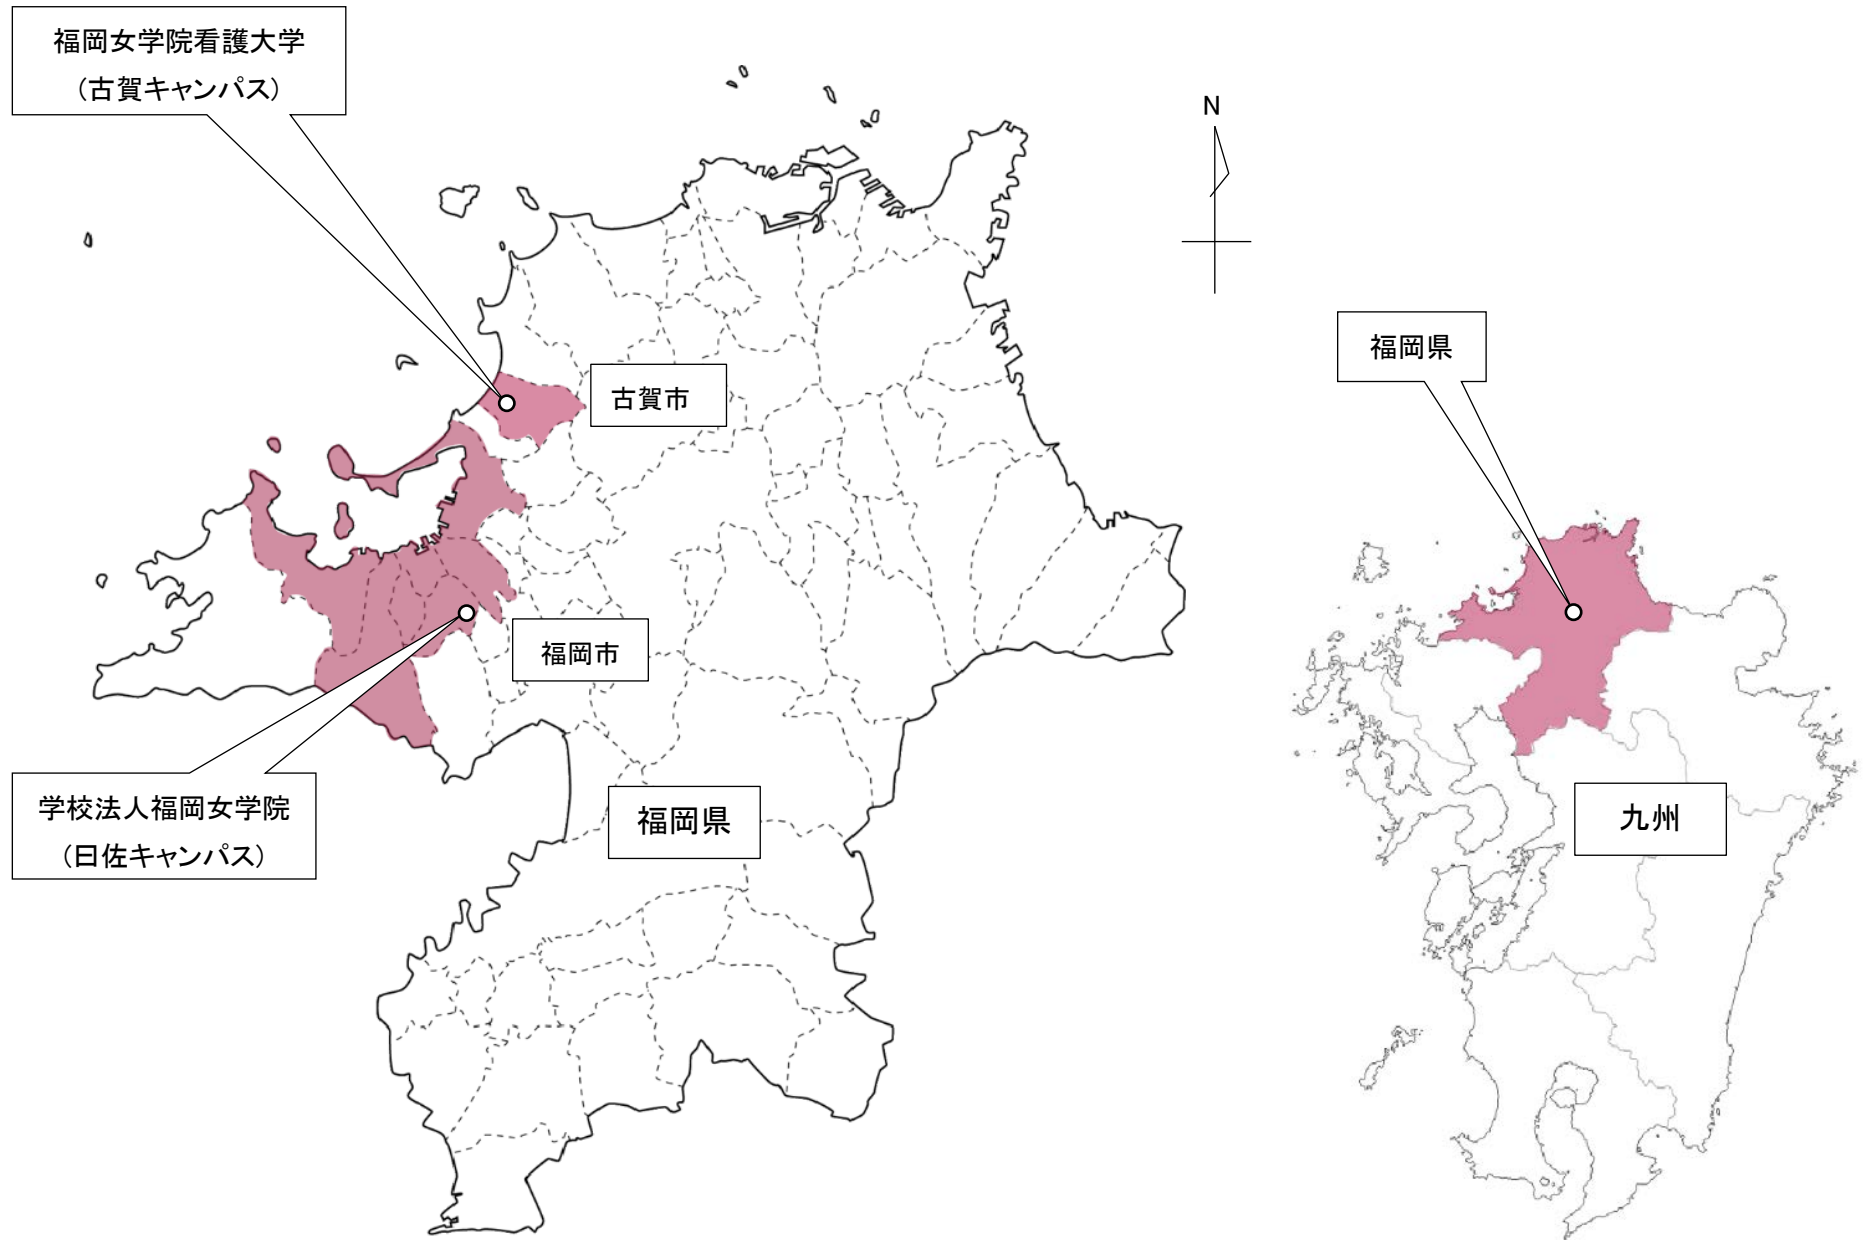 福岡女学院看護大学
（古賀キャンパス）
N
福岡県
古賀市
福岡市
学校法人福岡女学院
（曰佐キャンパス）
福岡県
九州